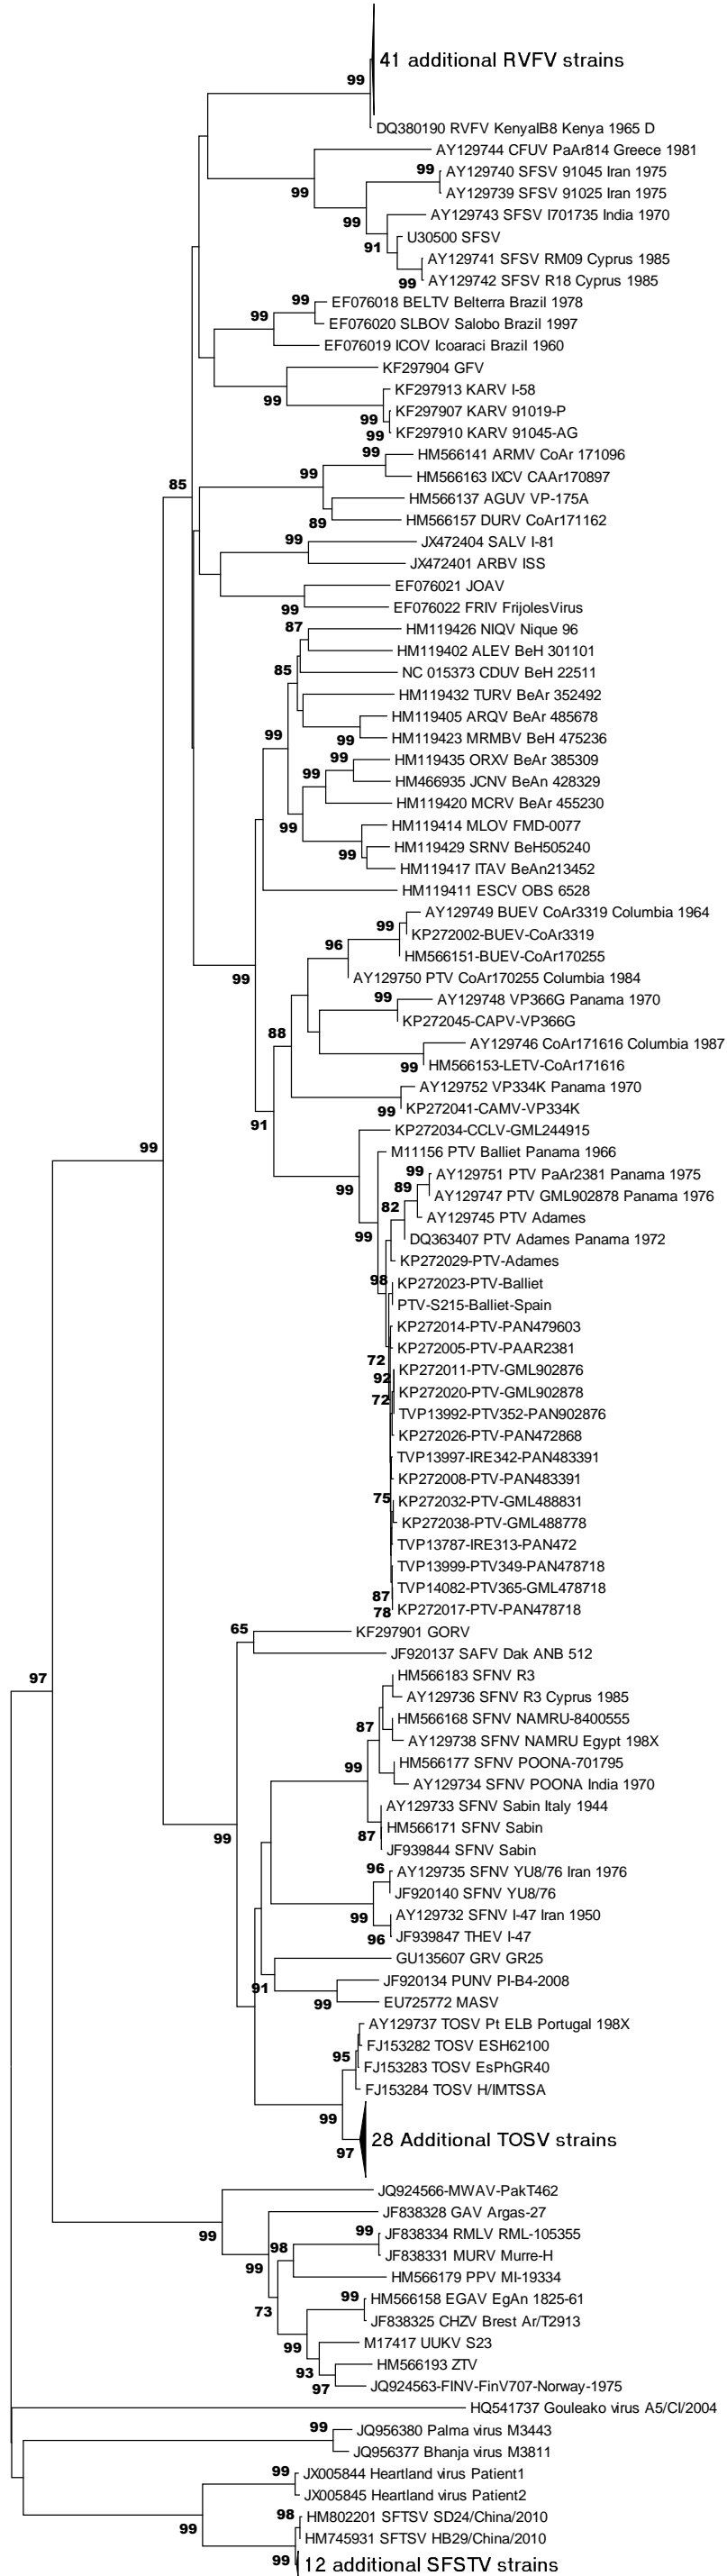 41 additional RVFV strains
99
DQ380190 RVFV KenyaIB8 Kenya 1965 D
AY129744 CFUV PaAr814 Greece 1981
99
AY129740 SFSV 91045 Iran 1975
99
AY129739 SFSV 91025 Iran 1975
99
AY129743 SFSV I701735 India 1970
91
U30500 SFSV
AY129741 SFSV RM09 Cyprus 1985
99
AY129742 SFSV R18 Cyprus 1985
99
EF076018 BELTV Belterra Brazil 1978
99
EF076020 SLBOV Salobo Brazil 1997
EF076019 ICOV Icoaraci Brazil 1960
KF297904 GFV
99
KF297913 KARV I-58
KF297907 KARV 91019-P
99
KF297910 KARV 91045-AG
99
99
HM566141 ARMV CoAr 171096
99
HM566163 IXCV CAAr170897
85
HM566137 AGUV VP-175A
89
HM566157 DURV CoAr171162
99
JX472404 SALV I-81
JX472401 ARBV ISS
EF076021 JOAV
99
EF076022 FRIV FrijolesVirus
87
HM119426 NIQV Nique 96
HM119402 ALEV BeH 301101
85
NC 015373 CDUV BeH 22511
HM119432 TURV BeAr 352492
HM119405 ARQV BeAr 485678
99
99
HM119423 MRMBV BeH 475236
99
HM119435 ORXV BeAr 385309
99
HM466935 JCNV BeAn 428329
HM119420 MCRV BeAr 455230
99
HM119414 MLOV FMD-0077
99
HM119429 SRNV BeH505240
HM119417 ITAV BeAn213452
HM119411 ESCV OBS 6528
AY129749 BUEV CoAr3319 Columbia 1964
99
KP272002-BUEV-CoAr3319
96
HM566151-BUEV-CoAr170255
99
AY129750 PTV CoAr170255 Columbia 1984
99
AY129748 VP366G Panama 1970
KP272045-CAPV-VP366G
88
AY129746 CoAr171616 Columbia 1987
99
HM566153-LETV-CoAr171616
AY129752 VP334K Panama 1970
99
KP272041-CAMV-VP334K
91
KP272034-CCLV-GML244915
99
M11156 PTV Balliet Panama 1966
99
AY129751 PTV PaAr2381 Panama 1975
99
89
AY129747 PTV GML902878 Panama 1976
82
AY129745 PTV Adames
99
DQ363407 PTV Adames Panama 1972
KP272029-PTV-Adames
98
KP272023-PTV-Balliet
PTV-S215-Balliet-Spain
KP272014-PTV-PAN479603
KP272005-PTV-PAAR2381
72
KP272011-PTV-GML902876
92
KP272020-PTV-GML902878
72
TVP13992-PTV352-PAN902876
KP272026-PTV-PAN472868
TVP13997-IRE342-PAN483391
KP272008-PTV-PAN483391
75
KP272032-PTV-GML488831
KP272038-PTV-GML488778
TVP13787-IRE313-PAN472
TVP13999-PTV349-PAN478718
TVP14082-PTV365-GML478718
87
KP272017-PTV-PAN478718
78
65
KF297901 GORV
JF920137 SAFV Dak ANB 512
97
HM566183 SFNV R3
AY129736 SFNV R3 Cyprus 1985
HM566168 SFNV NAMRU-8400555
87
AY129738 SFNV NAMRU Egypt 198X
HM566177 SFNV POONA-701795
99
AY129734 SFNV POONA India 1970
AY129733 SFNV Sabin Italy 1944
HM566171 SFNV Sabin
87
99
JF939844 SFNV Sabin
96
AY129735 SFNV YU8/76 Iran 1976
JF920140 SFNV YU8/76
99
AY129732 SFNV I-47 Iran 1950
96
JF939847 THEV I-47
GU135607 GRV GR25
91
JF920134 PUNV PI-B4-2008
99
EU725772 MASV
AY129737 TOSV Pt ELB Portugal 198X
FJ153282 TOSV ESH62100
95
FJ153283 TOSV EsPhGR40
FJ153284 TOSV H/IMTSSA
99
28 Additional TOSV strains
97
JQ924566-MWAV-PakT462
99
JF838328 GAV Argas-27
99
JF838334 RMLV RML-105355
98
JF838331 MURV Murre-H
99
HM566179 PPV MI-19334
99
HM566158 EGAV EgAn 1825-61
73
JF838325 CHZV Brest Ar/T2913
99
M17417 UUKV S23
93
HM566193 ZTV
97
JQ924563-FINV-FinV707-Norway-1975
HQ541737 Gouleako virus A5/CI/2004
99
JQ956380 Palma virus M3443
JQ956377 Bhanja virus M3811
99
JX005844 Heartland virus Patient1
JX005845 Heartland virus Patient2
98
HM802201 SFTSV SD24/China/2010
99
HM745931 SFTSV HB29/China/2010
99
12 additional SFSTV strains